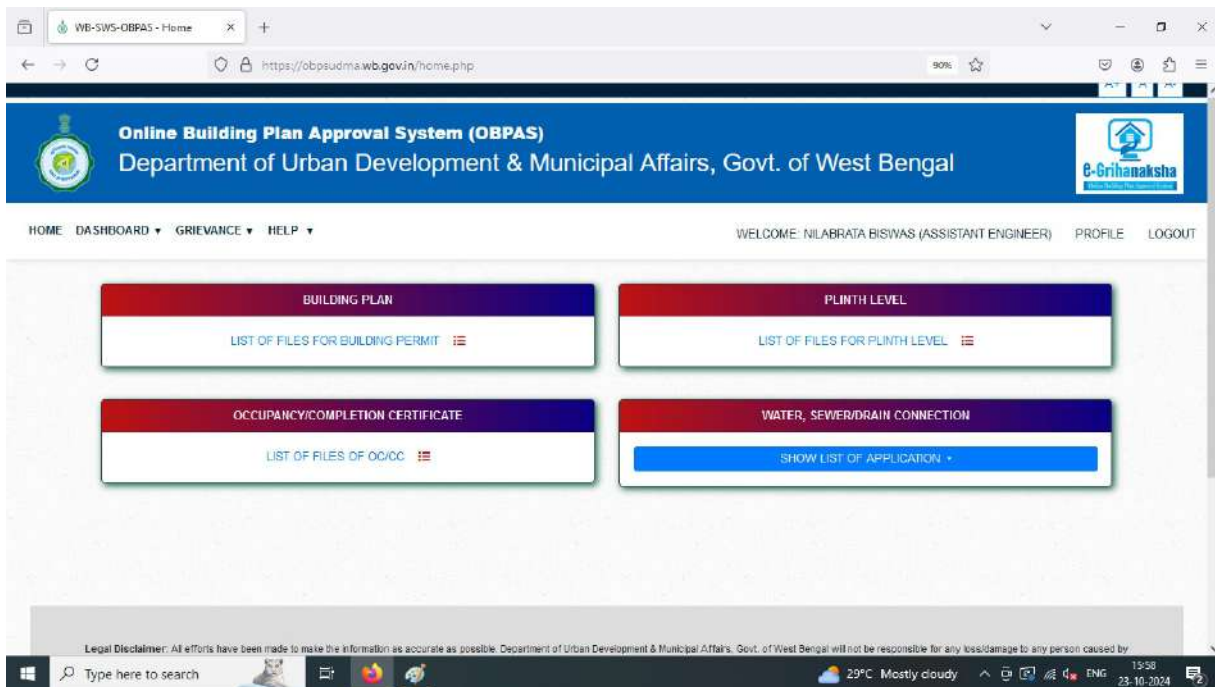 WB-SWS-OBPAS - Home
https://obpsudma.wb.gov.in/home.php
90%
Online Building Plan Approval System (OBPAS)
Department of Urban Development & Municipal Affairs, Govt. of West Bengal
e-Grihanaksha
HOME DASHBOARD GRIEVANCE HELP
WELCOME: NILABRATA BISWAS (ASSISTANT ENGINEER) PROFILE LOGOUT
BUILDING PLAN
LIST OF FILES FOR BUILDING PERMIT
PLINTH LEVEL
LIST OF FILES FOR PLINTH LEVEL
OCCUPANCY/COMPLETION CERTIFICATE
LIST OF FILES OF OC/CC
WATER, SEWER/DRAIN CONNECTION
SHOW LIST OF APPLICATION
Legal Disclaimer: All efforts have been made to make the information as accurate as possible. Department of Urban Development & Municipal Affairs, Govt. of West Bengal will not be responsible for any loss/damage to any person caused by
Type here to search
29°C Mostly cloudy
ENG
15:58
23-10-2024